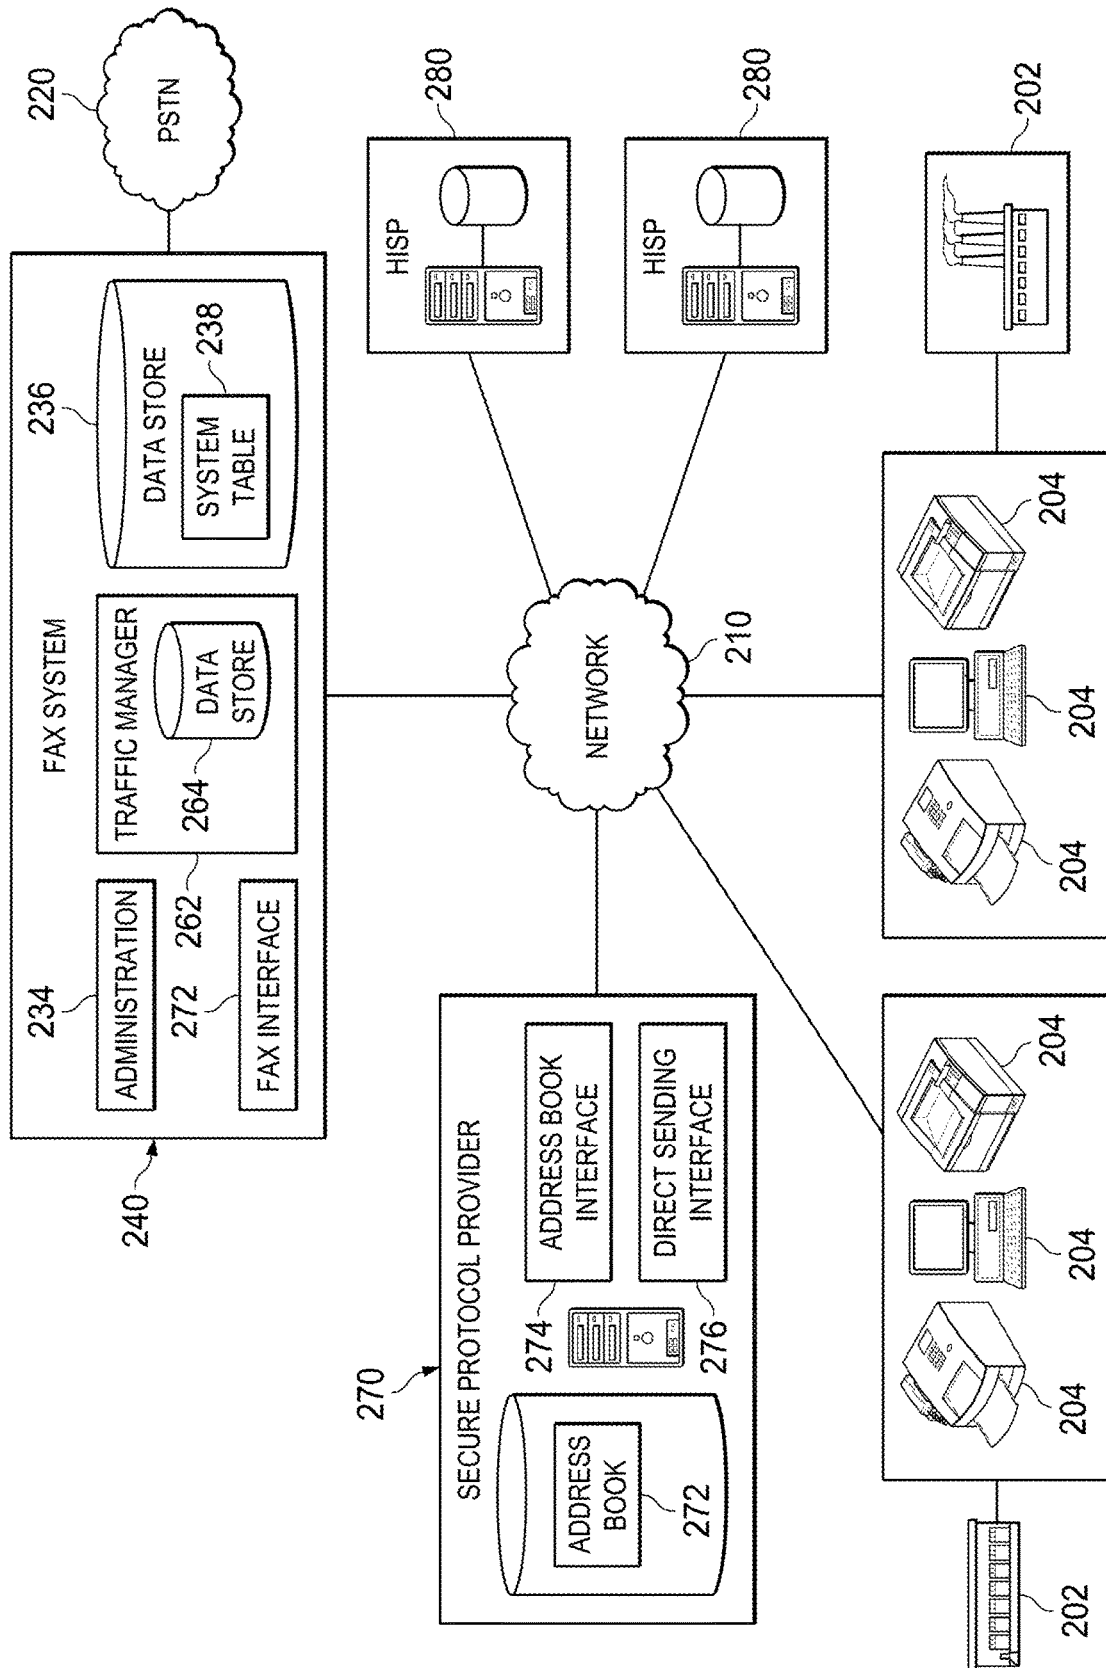 220
PSTN
240
FAX SYSTEM
234
ADMINISTRATION
272
FAX INTERFACE
TRAFFIC MANAGER
262
DATA
STORE
264
236
DATA STORE
238
SYSTEM
TABLE
270
SECURE PROTOCOL PROVIDER
ADDRESS
BOOK
272
274
ADDRESS BOOK
INTERFACE
276
DIRECT SENDING
INTERFACE
NETWORK
210
HISP
280
HISP
280
202
204
204
204
204
204
204
202